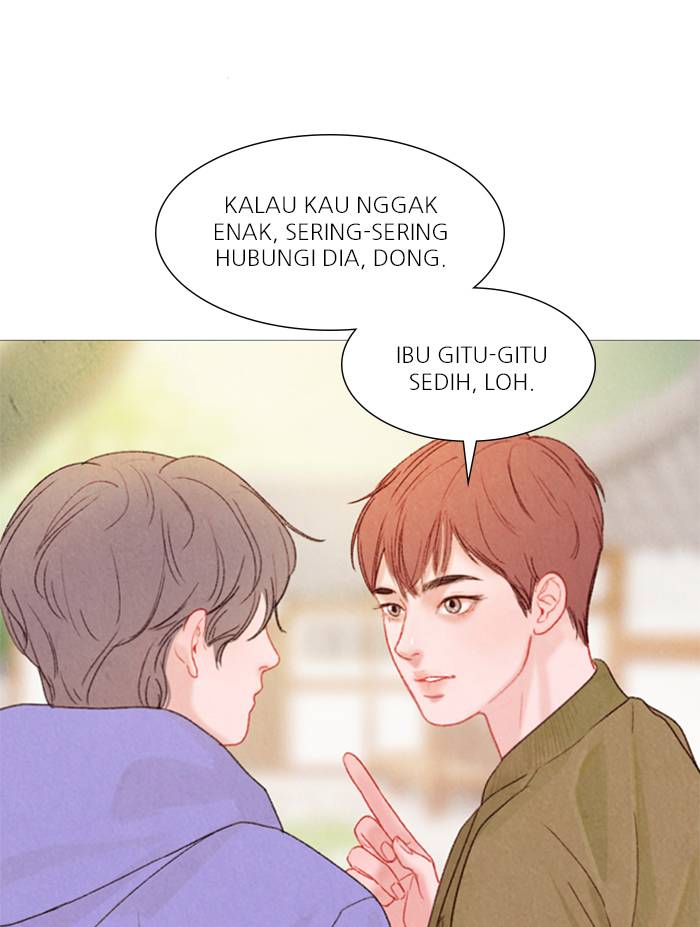 KALAU KAU NGGAK
ENAK, SERING-SERING
HUBUNGI DIA, DONG.
IBU GITU-GITU
SEDIH, LOH.